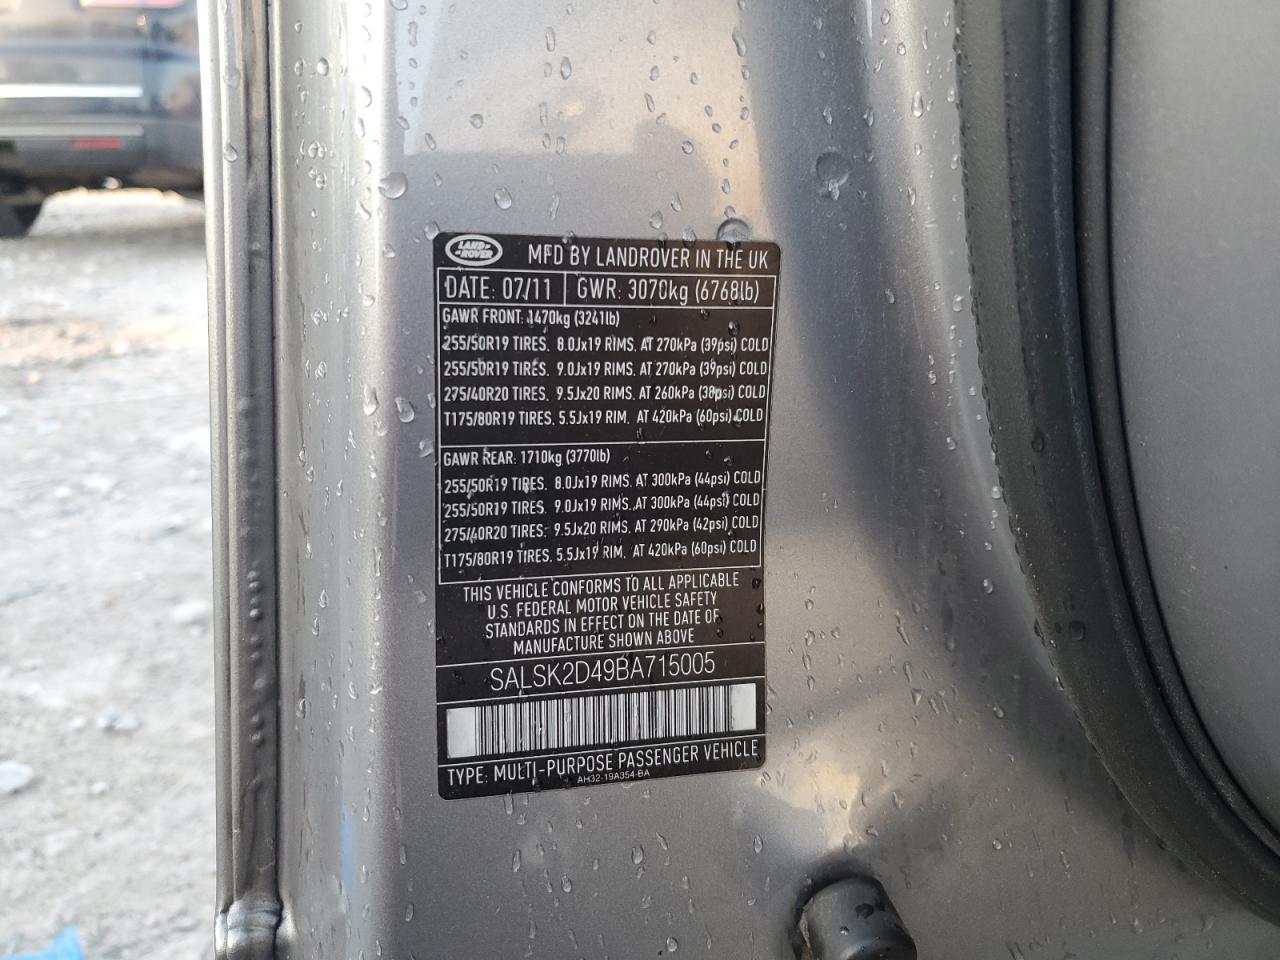 LAND-
-ROVER
MFD BY LANDROVER IN THE UK
DATE: 07/11 GWR: 3070kg (6768lb)
GAWR FRONT: 1470kg (3241lb)
255/50R19 TIRES. 8.0Jx19 RIMS. AT 270kPa (39psi) COLD
255/50R19 TIRES. 9.0Jx19 RIMS. AT 270kPa (39psi) COLD
275/40R20 TIRES. 9.5Jx20 RIMS. AT 260kPa (38psi) COLD
T175/80R19 TIRES. 5.5Jx19 RIM. AT 420kPa (60psi) COLD
GAWR REAR: 1710kg (3770lb)
255/50R19 TIRES. 8.0Jx19 RIMS. AT 300kPa (44psi) COLD
255/50R19 TIRES. 9.0Jx19 RIMS. AT 300kPa (44psi) COLD
275/40R20 TIRES. 9.5Jx20 RIMS. AT 290kPa (42psi) COLD
T175/80R19 TIRES. 5.5Jx19 RIM. AT 420kPa (60psi) COLD
THIS VEHICLE CONFORMS TO ALL APPLICABLE
U.S. FEDERAL MOTOR VEHICLE SAFETY
STANDARDS IN EFFECT ON THE DATE OF
MANUFACTURE SHOWN ABOVE
SALSK2D49BA715005
TYPE: MULTI-PURPOSE PASSENGER VEHICLE
AH32-19A354-BA